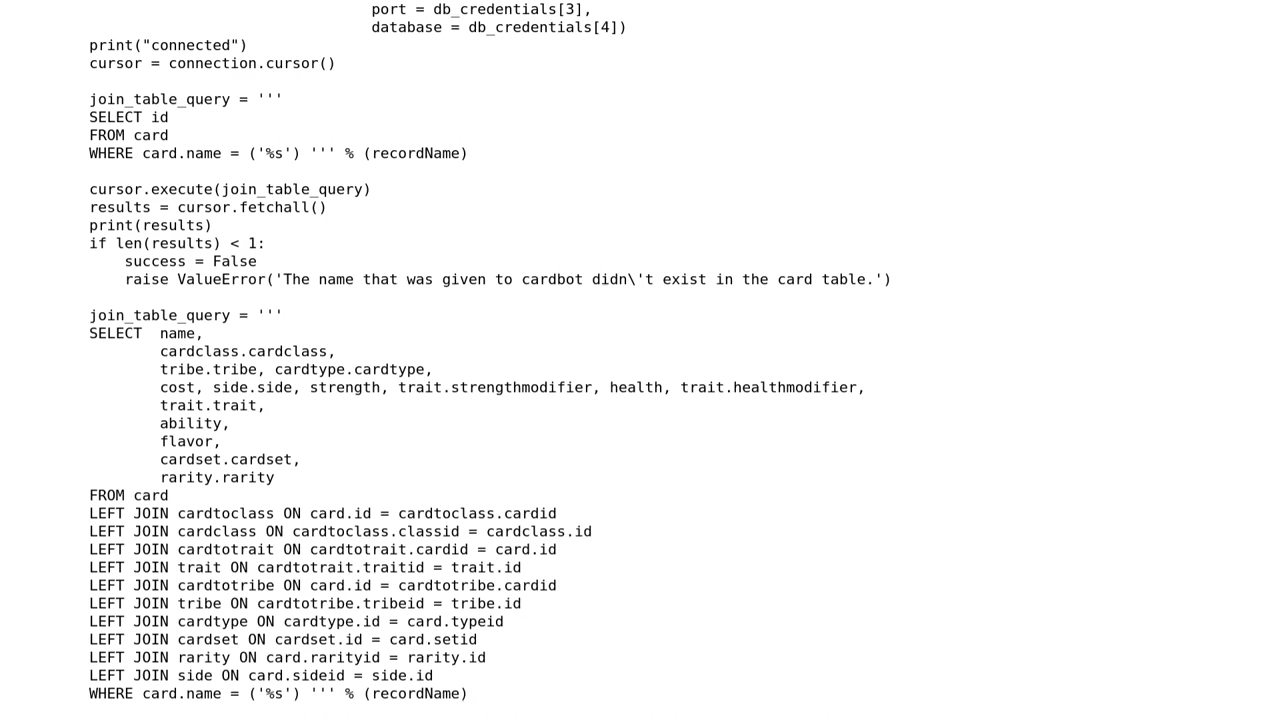 port = db_credentials[3],
database = db_credentials[4])
print("connected")
cursor = connection.cursor()
join_table_query = '''
SELECT id
FROM card
WHERE card.name = ('%s') ''' % (recordName)
cursor.execute(join_table_query)
results = cursor.fetchall()
print(results)
if len(results) < 1:
success = False
raise ValueError('The name that was given to cardbot didn\'t exist in the card table.')
join_table_query = '''
SELECT  name,
cardclass.cardclass,
tribe.tribe, cardtype.cardtype,
cost, side.side, strength, trait.strengthmodifier, health, trait.healthmodifier,
trait.trait,
ability,
flavor,
cardset.cardset,
rarity.rarity
FROM card
LEFT JOIN cardtoclass ON card.id = cardtoclass.cardid
LEFT JOIN cardclass ON cardtoclass.classid = cardclass.id
LEFT JOIN cardtotrait ON cardtotrait.cardid = card.id
LEFT JOIN trait ON cardtotrait.traitid = trait.id
LEFT JOIN cardtotribe ON card.id = cardtotribe.cardid
LEFT JOIN tribe ON cardtotribe.tribeid = tribe.id
LEFT JOIN cardtype ON cardtype.id = card.typeid
LEFT JOIN cardset ON cardset.id = card.setid
LEFT JOIN rarity ON card.rarityid = rarity.id
LEFT JOIN side ON card.sideid = side.id
WHERE card.name = ('%s') ''' % (recordName)